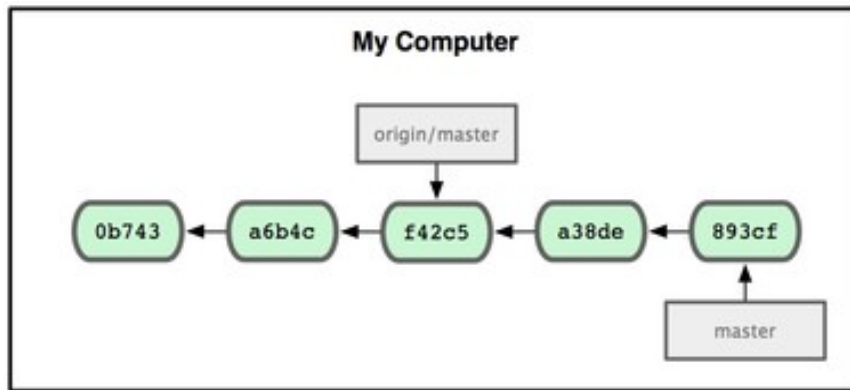 My Computer
origin/master
0b743
a6b4c
f42c5
a38de
893cf
master